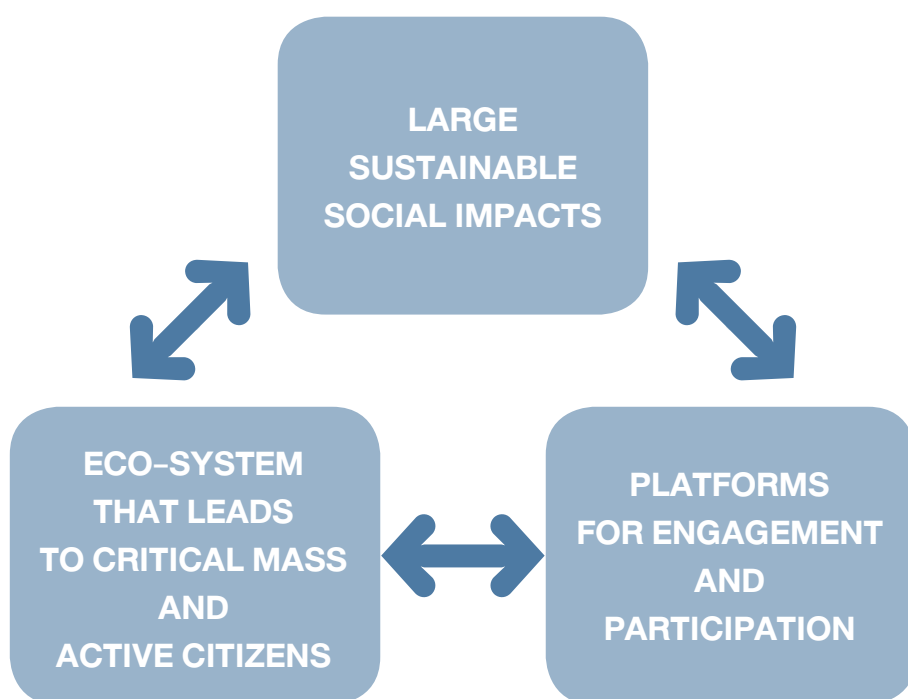 LARGE
SUSTAINABLE
SOCIAL IMPACTS
ECO-SYSTEM
THAT LEADS
TO CRITICAL MASS
AND
ACTIVE CITIZENS
PLATFORMS
FOR ENGAGEMENT
AND
PARTICIPATION